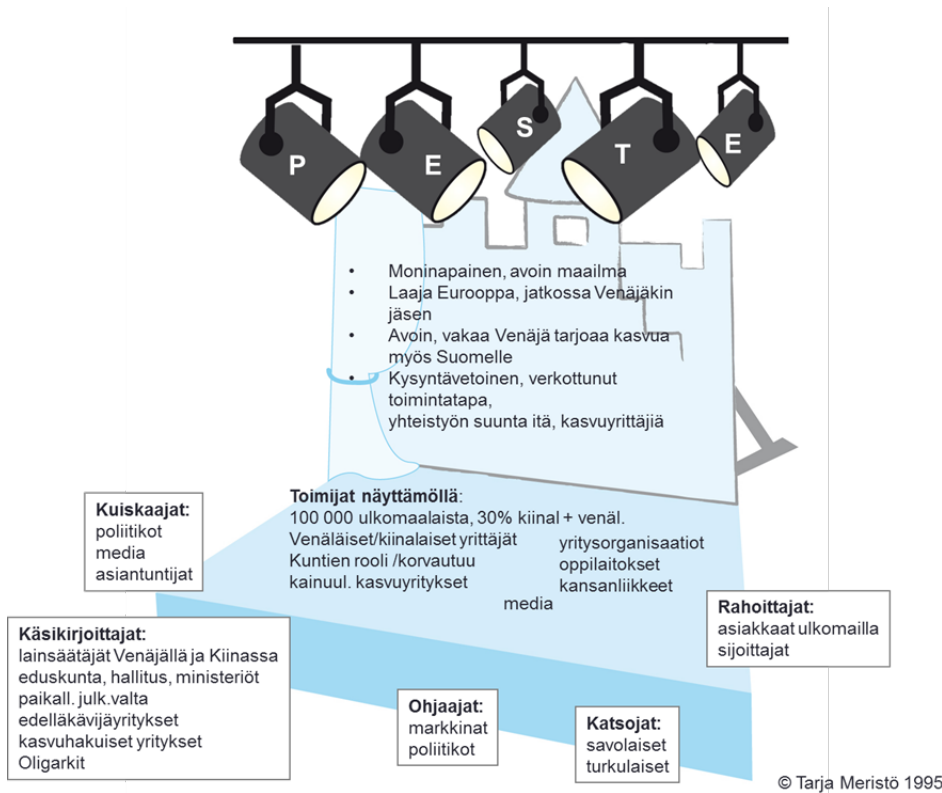 P E S T E
• Moninapainen, avoin maailma
• Laaja Eurooppa, jatkossa Venäjäkin
jäsen
• Avoin, vakaa Venäjä tarjoaa kasvua
myös Suomelle
• Kysyntävetoinen, verkottunut
toimintatapa,
yhteistyön suunta itä, kasvuyrittäjiä
Toimijat näyttämöllä:
100 000 ulkomaalaista, 30% kiinal + venäl.
Venäläiset/kiinalaiset yrittäjät
Kuntien rooli /korvautuu
kainuul. kasvuyritykset
yritysorganisaatiot
oppilaitokset
kansanliikkeet
media
Kuiskaajat:
poliitikot
media
asiantuntijat
Käsikirjoittajat:
lainsäätäjät Venäjällä ja Kiinassa
eduskunta, hallitus, ministeriöt
paikall. julk.valta
edelläkävijäyritykset
kasvuhakuiset yritykset
Oligarkit
Ohjaajat:
markkinat
poliitikot
Katsojat:
savolaiset
turkulaiset
Rahoittajat:
asiakkaat ulkomailla
sijoittajat
© Tarja Meristö 1995